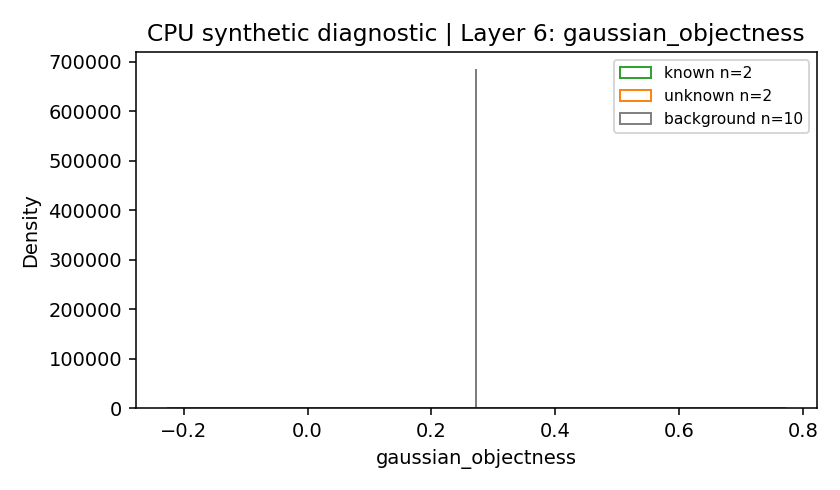 CPU synthetic diagnostic | Layer 6: gaussian_objectness
known n=2
unknown n=2
background n=10
Density
700000
600000
500000
400000
300000
200000
100000
0
−0.2 0.0 0.2 0.4 0.6 0.8
gaussian_objectness